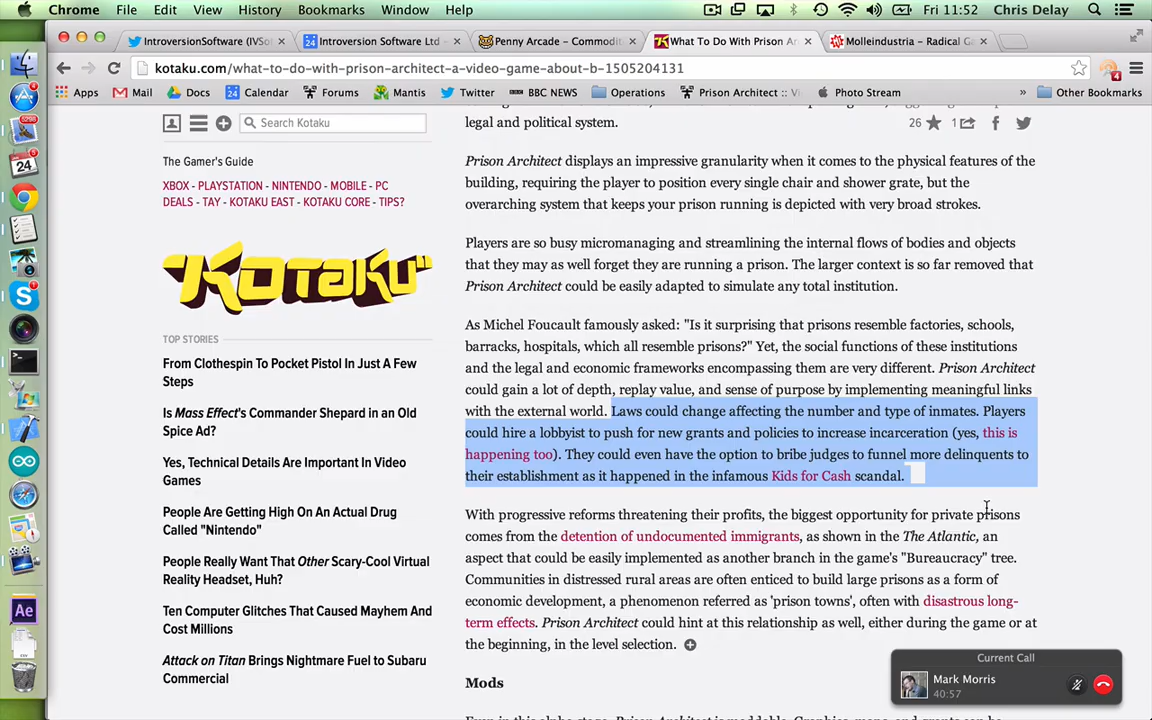 Chrome File Edit View History Bookmarks Window Help Fri 11:52 Chris Delay
IntroversionSoftware (IVSo Introversion Software Ltd - Penny Arcade – Commoditi What To Do With Prison Ar Molleindustria – Radical Ga
kotaku.com/what-to-do-with-prison-architect-a-video-game-about-b-1505204131
Apps Mail Docs Calendar Forums Mantis Twitter BBC NEWS Operations Prison Architect :: Vi Photo Stream » Other Bookmarks
Search Kotaku
legal and political system.
26 1
The Gamer's Guide
XBOX - PLAYSTATION - NINTENDO - MOBILE - PC
DEALS - TAY - KOTAKU EAST - KOTAKU CORE - TIPS?
KOTAKU
TOP STORIES
From Clothespin To Pocket Pistol In Just A Few
Steps
Is Mass Effect's Commander Shepard in an Old
Spice Ad?
Yes, Technical Details Are Important In Video
Games
People Are Getting High On An Actual Drug
Called "Nintendo"
People Really Want That Other Scary-Cool Virtual
Reality Headset, Huh?
Ten Computer Glitches That Caused Mayhem And
Cost Millions
Attack on Titan Brings Nightmare Fuel to Subaru
Commercial
Prison Architect displays an impressive granularity when it comes to the physical features of the
building, requiring the player to position every single chair and shower grate, but the
overarching system that keeps your prison running is depicted with very broad strokes.
Players are so busy micromanaging and streamlining the internal flows of bodies and objects
that they may as well forget they are running a prison. The larger context is so far removed that
Prison Architect could be easily adapted to simulate any total institution.
As Michel Foucault famously asked: "Is it surprising that prisons resemble factories, schools,
barracks, hospitals, which all resemble prisons?" Yet, the social functions of these institutions
and the legal and economic frameworks encompassing them are very different. Prison Architect
could gain a lot of depth, replay value, and sense of purpose by implementing meaningful links
with the external world. Laws could change affecting the number and type of inmates. Players
could hire a lobbyist to push for new grants and policies to increase incarceration (yes, this is
happening too). They could even have the option to bribe judges to funnel more delinquents to
their establishment as it happened in the infamous Kids for Cash scandal.
With progressive reforms threatening their profits, the biggest opportunity for private prisons
comes from the detention of undocumented immigrants, as shown in the The Atlantic, an
aspect that could be easily implemented as another branch in the game's "Bureaucracy" tree.
Communities in distressed rural areas are often enticed to build large prisons as a form of
economic development, a phenomenon referred as 'prison towns', often with disastrous long-
term effects. Prison Architect could hint at this relationship as well, either during the game or at
the beginning, in the level selection.
Mods
Current Call
Mark Morris
40:57
24
Ae